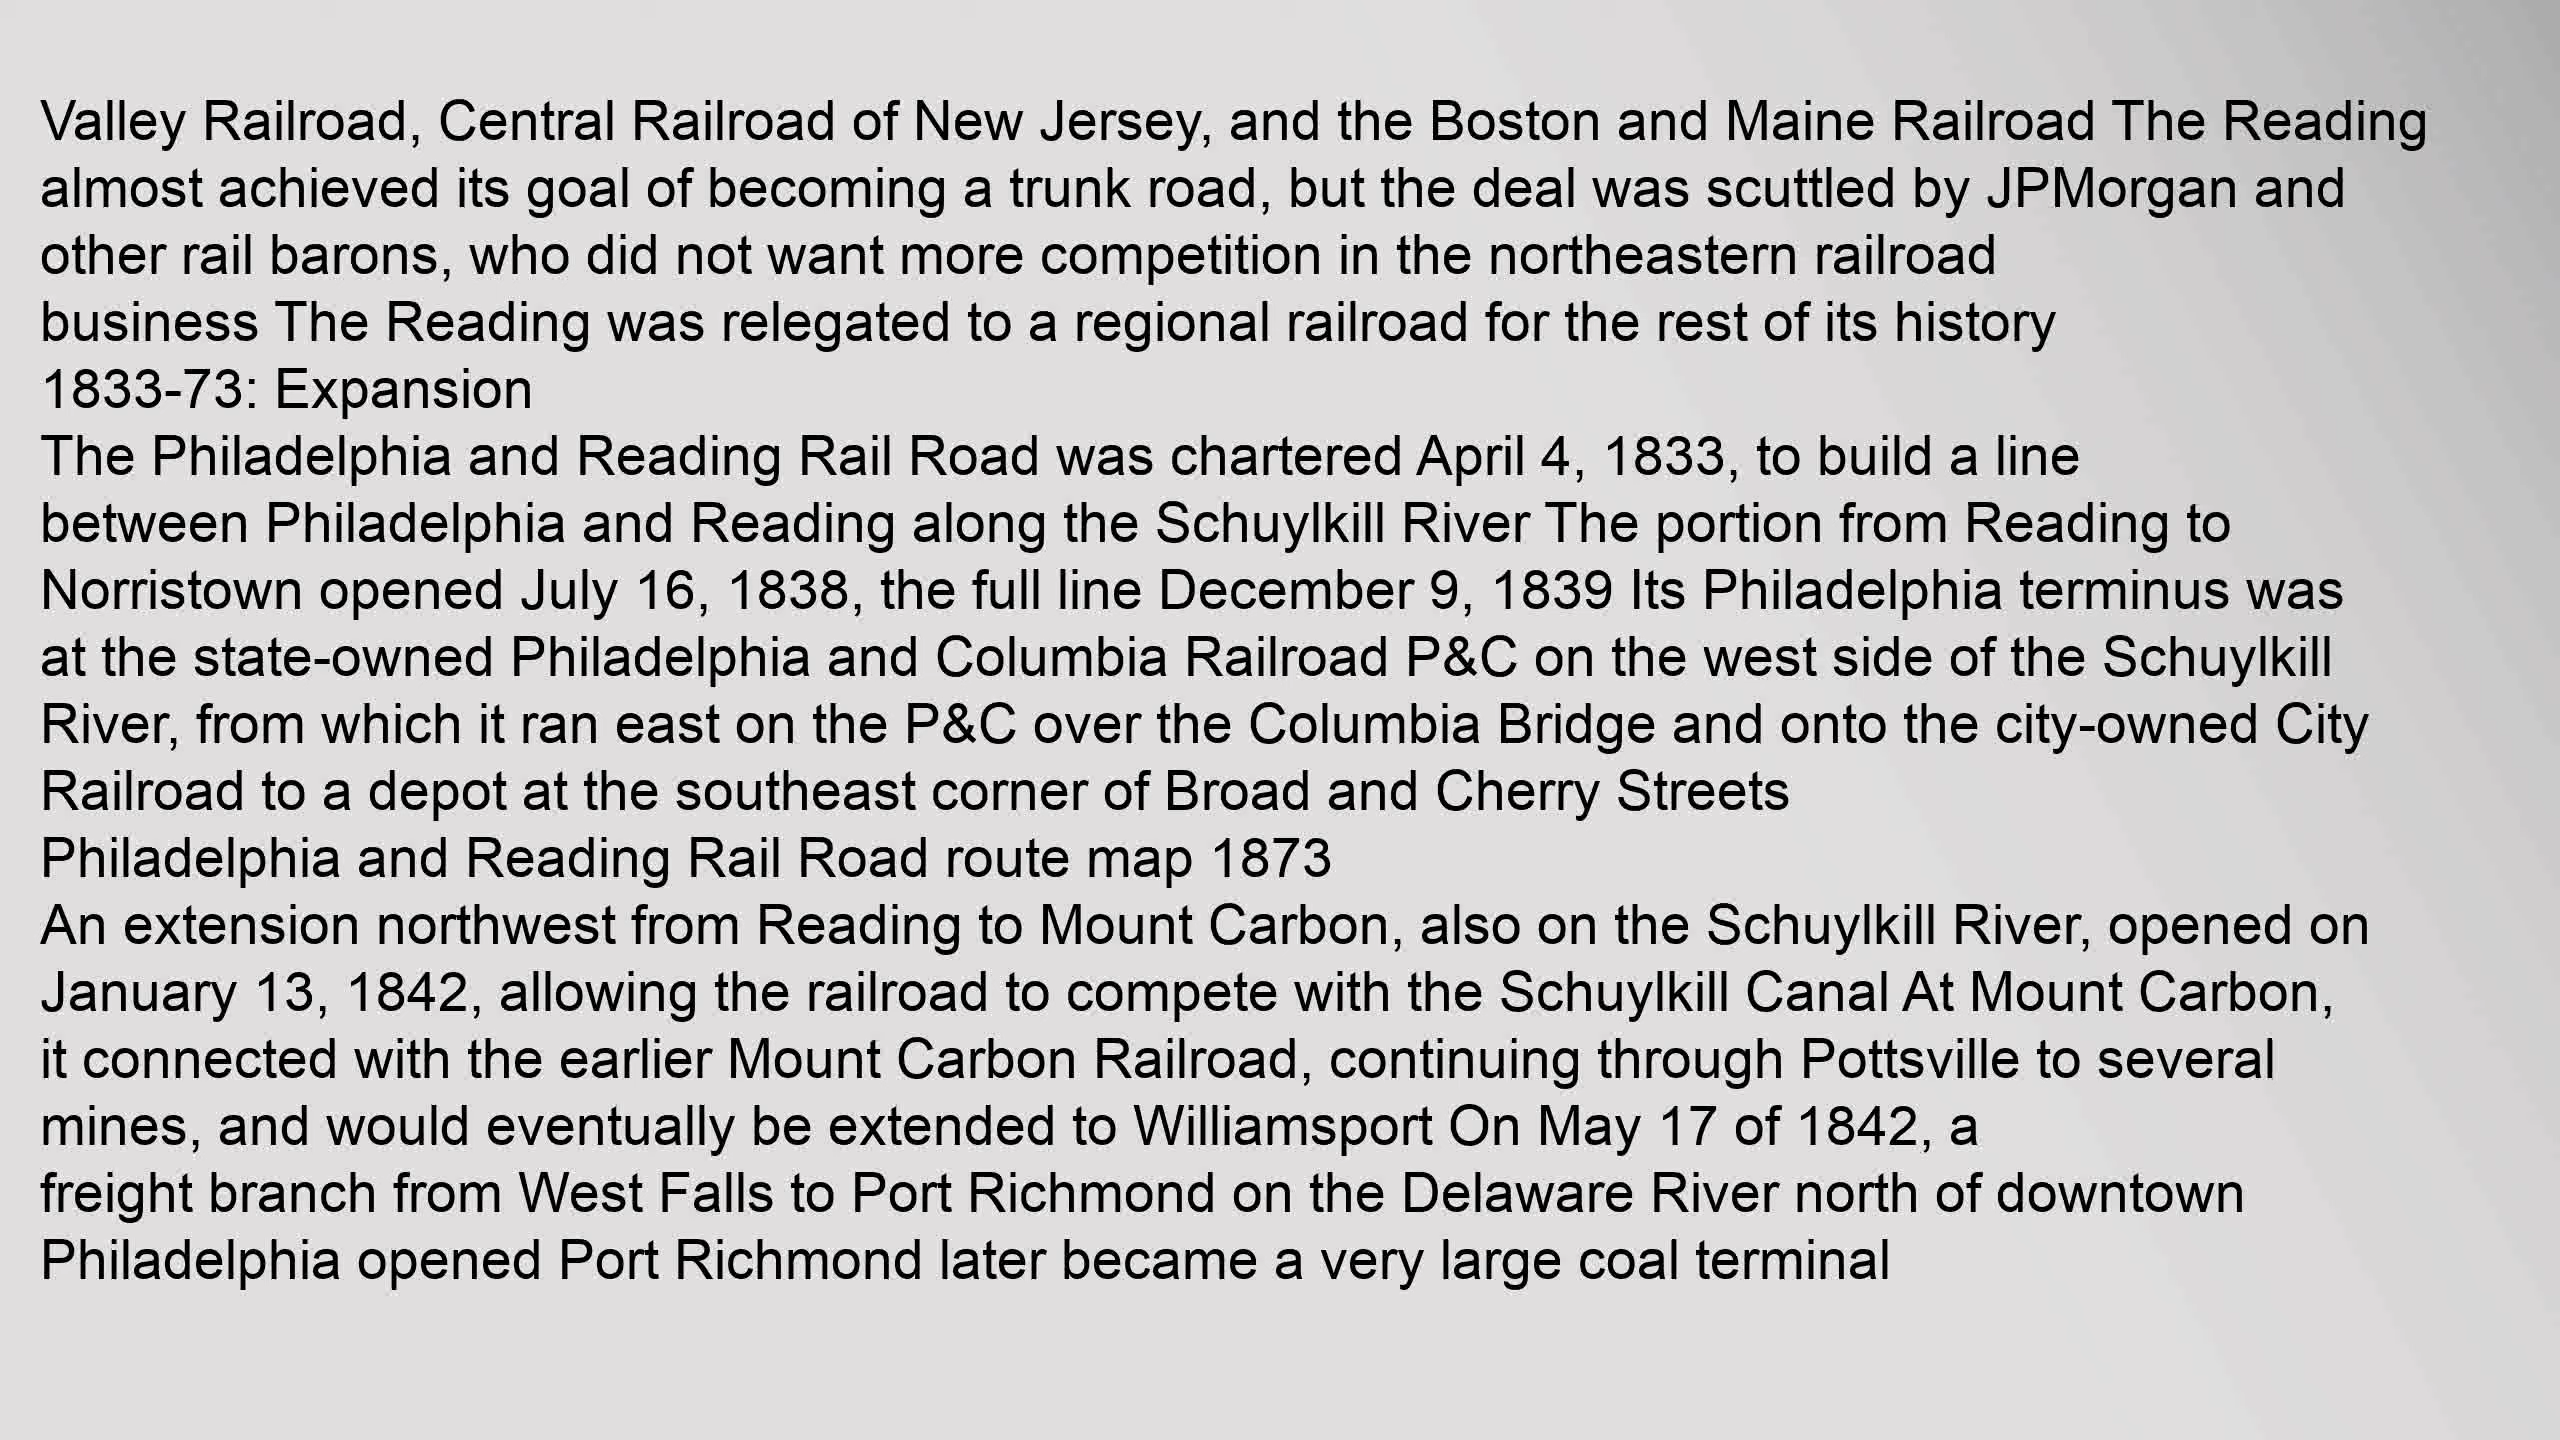 Valley Railroad, Central Railroad of New Jersey, and the Boston and Maine Railroad The Reading
almost achieved its goal of becoming a trunk road, but the deal was scuttled by JPMorgan and
other rail barons, who did not want more competition in the northeastern railroad
business The Reading was relegated to a regional railroad for the rest of its history
1833-73: Expansion
The Philadelphia and Reading Rail Road was chartered April 4, 1833, to build a line
between Philadelphia and Reading along the Schuylkill River The portion from Reading to
Norristown opened July 16, 1838, the full line December 9, 1839 Its Philadelphia terminus was
at the state-owned Philadelphia and Columbia Railroad P&C on the west side of the Schuylkill
River, from which it ran east on the P&C over the Columbia Bridge and onto the city-owned City
Railroad to a depot at the southeast corner of Broad and Cherry Streets
Philadelphia and Reading Rail Road route map 1873
An extension northwest from Reading to Mount Carbon, also on the Schuylkill River, opened on
January 13, 1842, allowing the railroad to compete with the Schuylkill Canal At Mount Carbon,
it connected with the earlier Mount Carbon Railroad, continuing through Pottsville to several
mines, and would eventually be extended to Williamsport On May 17 of 1842, a
freight branch from West Falls to Port Richmond on the Delaware River north of downtown
Philadelphia opened Port Richmond later became a very large coal terminal